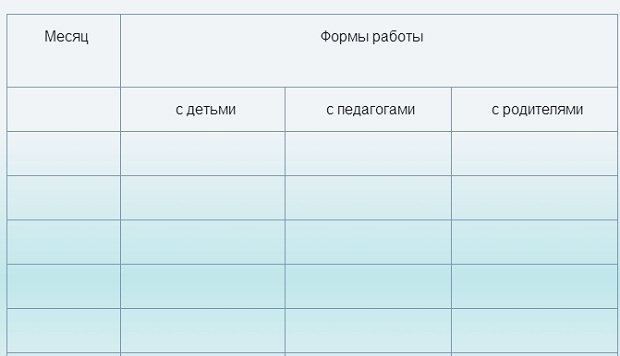 Месяц
Формы работы
с детьми
с педагогами
с родителями